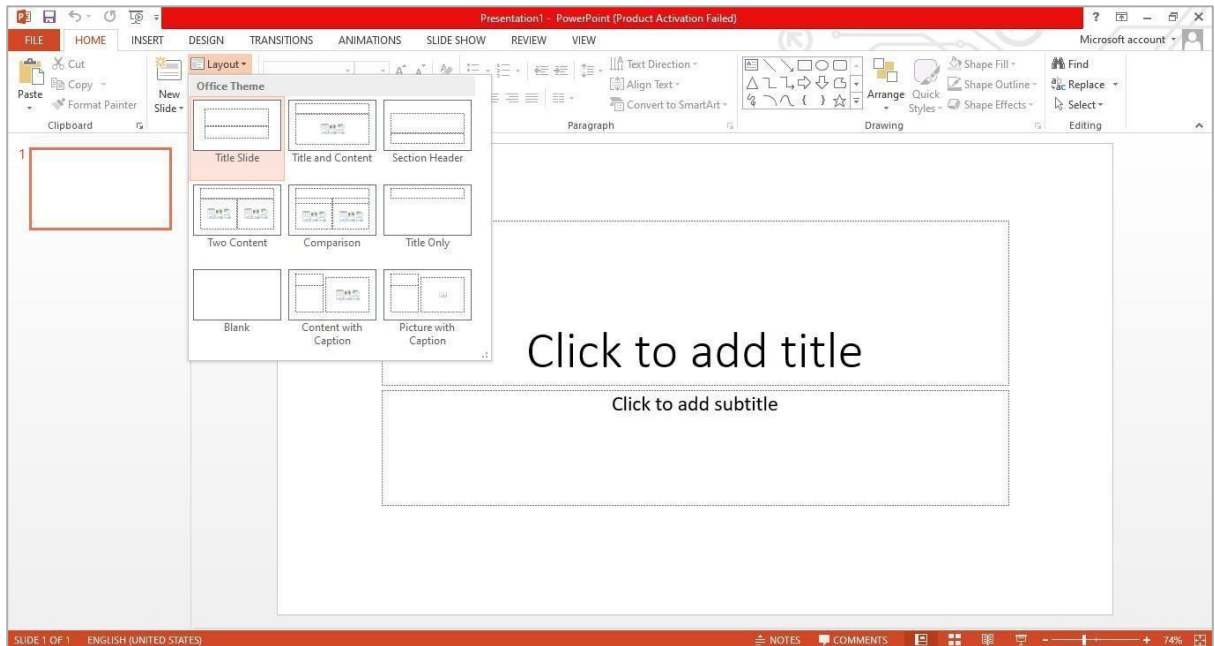 Presentation1 - PowerPoint (Product Activation Failed)
FILE HOME INSERT DESIGN TRANSITIONS ANIMATIONS SLIDE SHOW REVIEW VIEW Microsoft account
Paste
Cut
Copy
Format Painter
Clipboard
New
Slide
Layout
Text Direction
Align Text
Convert to SmartArt
Paragraph
Arrange
Quick
Styles
Shape Fill
Shape Outline
Shape Effects
Drawing
Find
Replace
Select
Editing
Office Theme
Title Slide
Title and Content
Section Header
Two Content
Comparison
Title Only
Blank
Content with
Caption
Picture with
Caption
1
Click to add title
Click to add subtitle
SLIDE 1 OF 1 ENGLISH (UNITED STATES) NOTES COMMENTS 74%